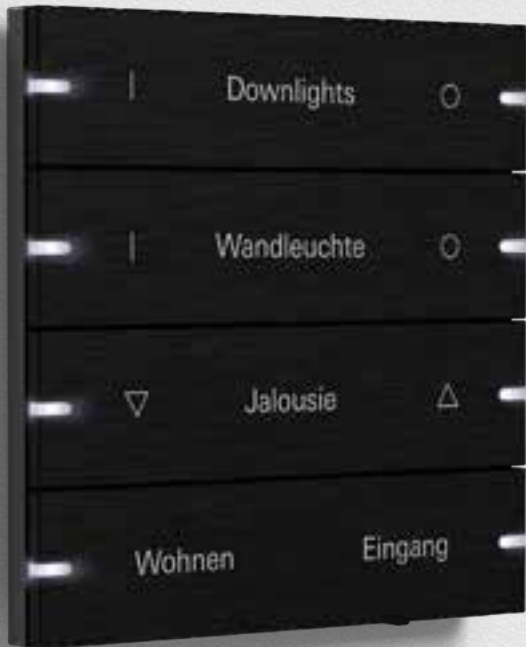 | Downlights O
| Wandleuchte O
▽ Jalousie △
Wohnen Eingang